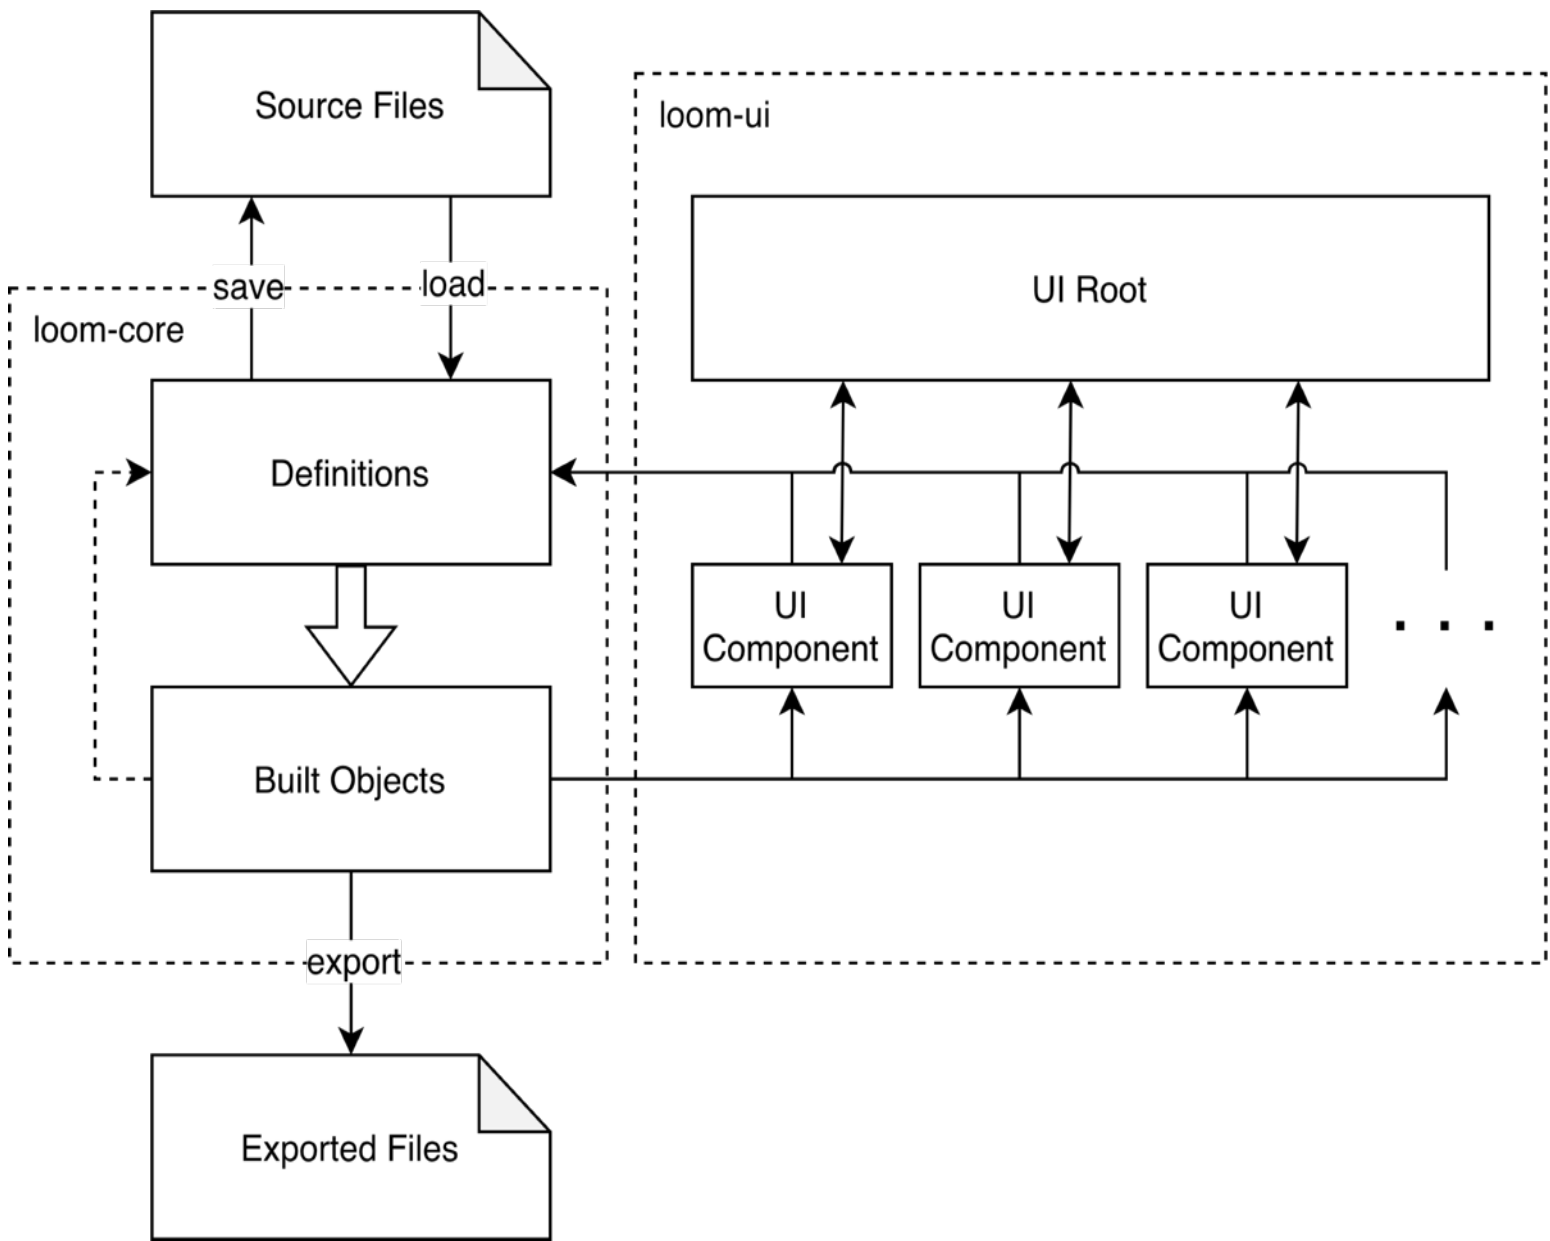 Source Files
loom-ui
save
load
UI Root
loom-core
Definitions
UI
Component
UI
Component
UI
Component
. . .
Built Objects
export
Exported Files